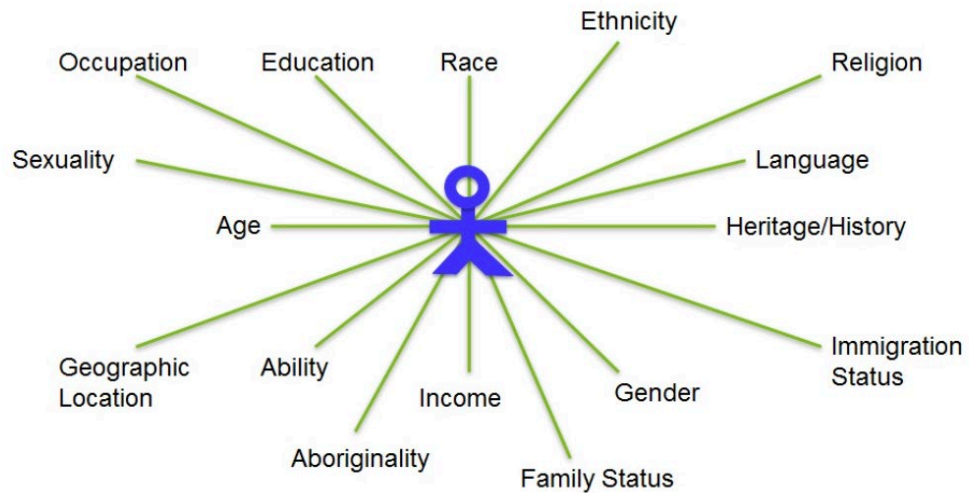 Ethnicity
Occupation
Education
Race
Religion
Sexuality
Language
Age
Heritage/History
Geographic
Location
Ability
Income
Gender
Immigration
Status
Aboriginality
Family Status